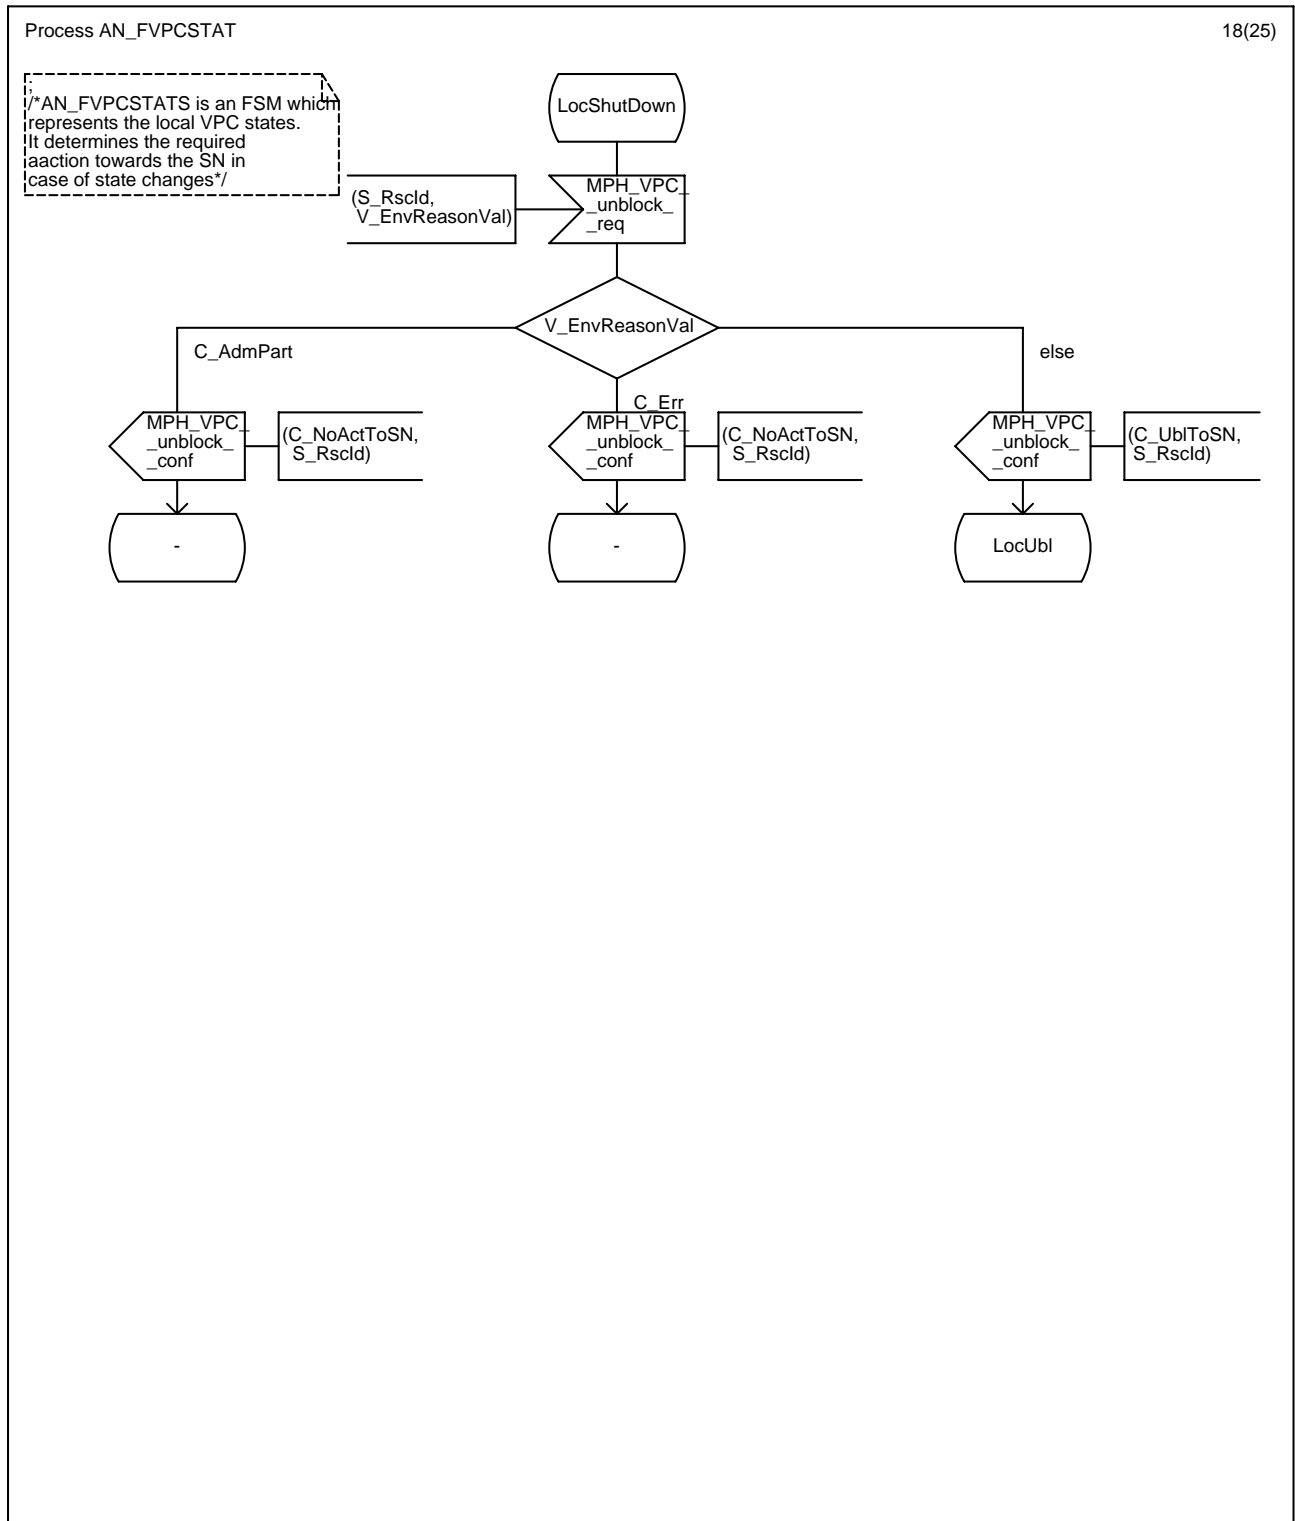 Process AN_FVPCSTAT
18(25)
;
/*AN_FVPCSTATS is an FSM which
represents the local VPC states.
It determines the required
aaction towards the SN in
case of state changes*/
LocShutDown
(S_RscId,
V_EnvReasonVal)
MPH_VPC_
_unblock_
_req
V_EnvReasonVal
C_AdmPart
C_Err
else
MPH_VPC_
_unblock_
_conf
(C_NoActToSN,
S_RscId)
MPH_VPC_
_unblock_
_conf
(C_NoActToSN,
S_RscId)
MPH_VPC_
_unblock_
_conf
(C_UblToSN,
S_RscId)
-
-
LocUbl